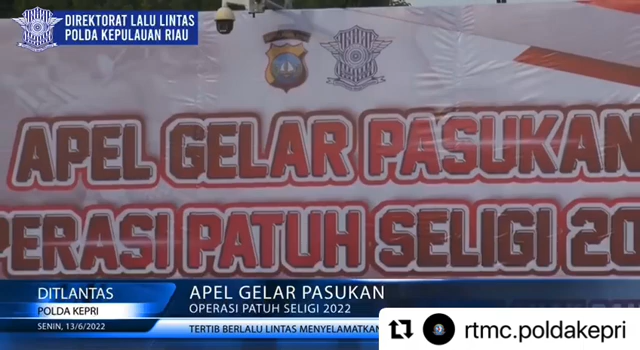 DIREKTORAT LALU LINTAS
POLDA KEPULAUAN RIAU
APEL GELAR PASUKAN
PERASI PATUH SELIGI 20
DITLANTAS
POLDA KEPRI
SENIN, 13/6/2022
APEL GELAR PASUKAN
OPERASI PATUH SELIGI 2022
TERTIB BERLALU LINTAS MENYELAMATKAN
rtmc.poldakepri